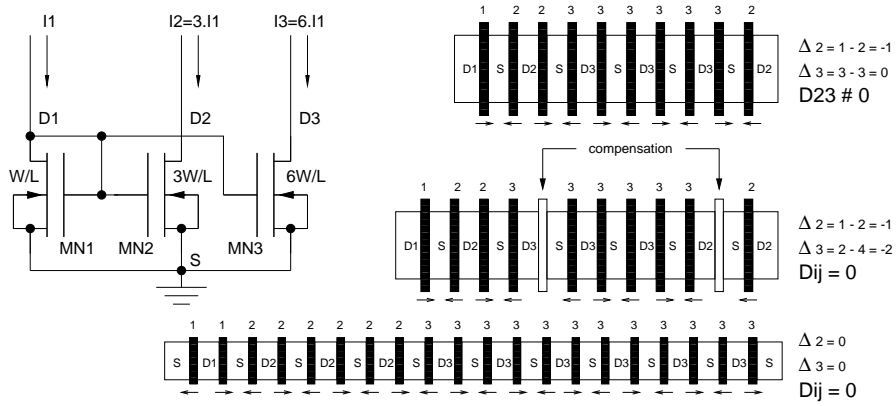 I1 I2=3.I1 I3=6.I1
D1 D2 D3
W/L 3W/L 6W/L
MN1 MN2 MN3
S
1 2 2 3 3 3 3 3 3 2
D1 S D2 S D3 S D3 S D3 S D2
Δ 2 = 1 - 2 = -1
Δ 3 = 3 - 3 = 0
D23 # 0
compensation
1 2 2 3 3 3 3 3 3 2
D1 S D2 S D3 S D3 S D3 S D2 S D2
Δ 2 = 1 - 2 = -1
Δ 3 = 2 - 4 = -2
Dij = 0
1 1 2 2 2 2 2 2 3 3 3 3 3 3 3 3 3 3 3 3
S D1 S D2 S D2 S D2 S D3 S D3 S D3 S D3 S D3 S D3 S
Δ 2 = 0
Δ 3 = 0
Dij = 0